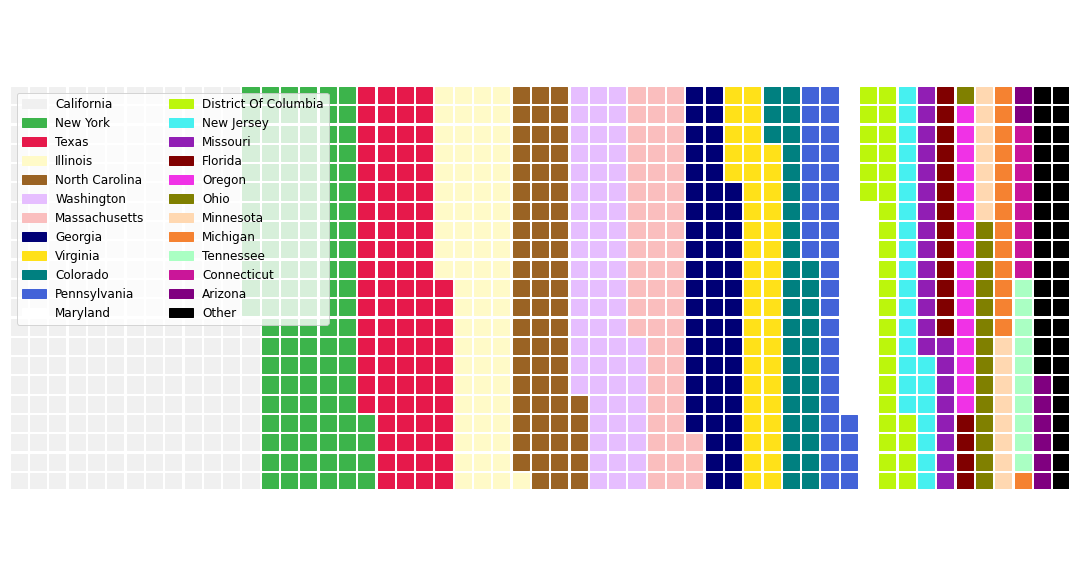 California
New York
Texas
Illinois
North Carolina
Washington
Massachusetts
Georgia
Virginia
Colorado
Pennsylvania
Maryland
District Of Columbia
New Jersey
Missouri
Florida
Oregon
Ohio
Minnesota
Michigan
Tennessee
Connecticut
Arizona
Other